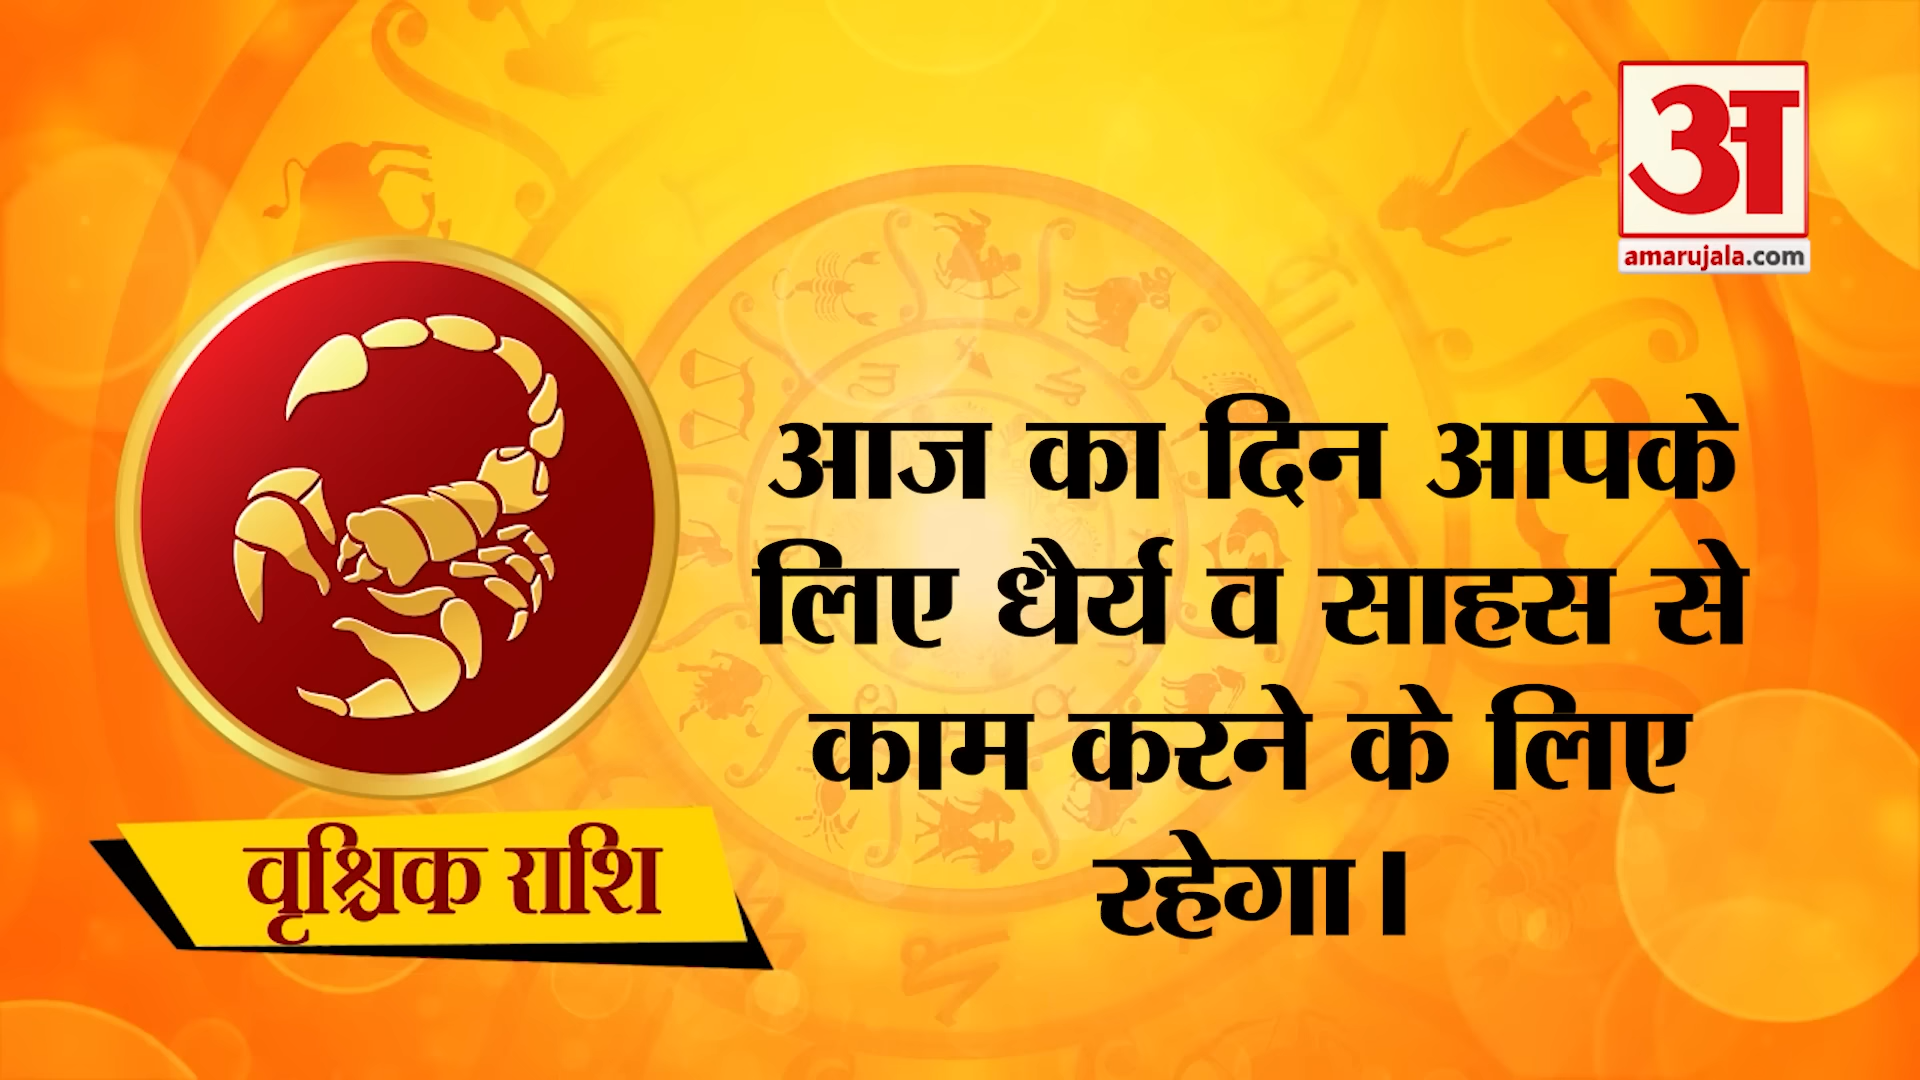 अ
amarujala.com
आज का दिन आपके
लिए धैर्य व साहस से
काम करने के लिए
रहेगा।
वृश्चिक राशि